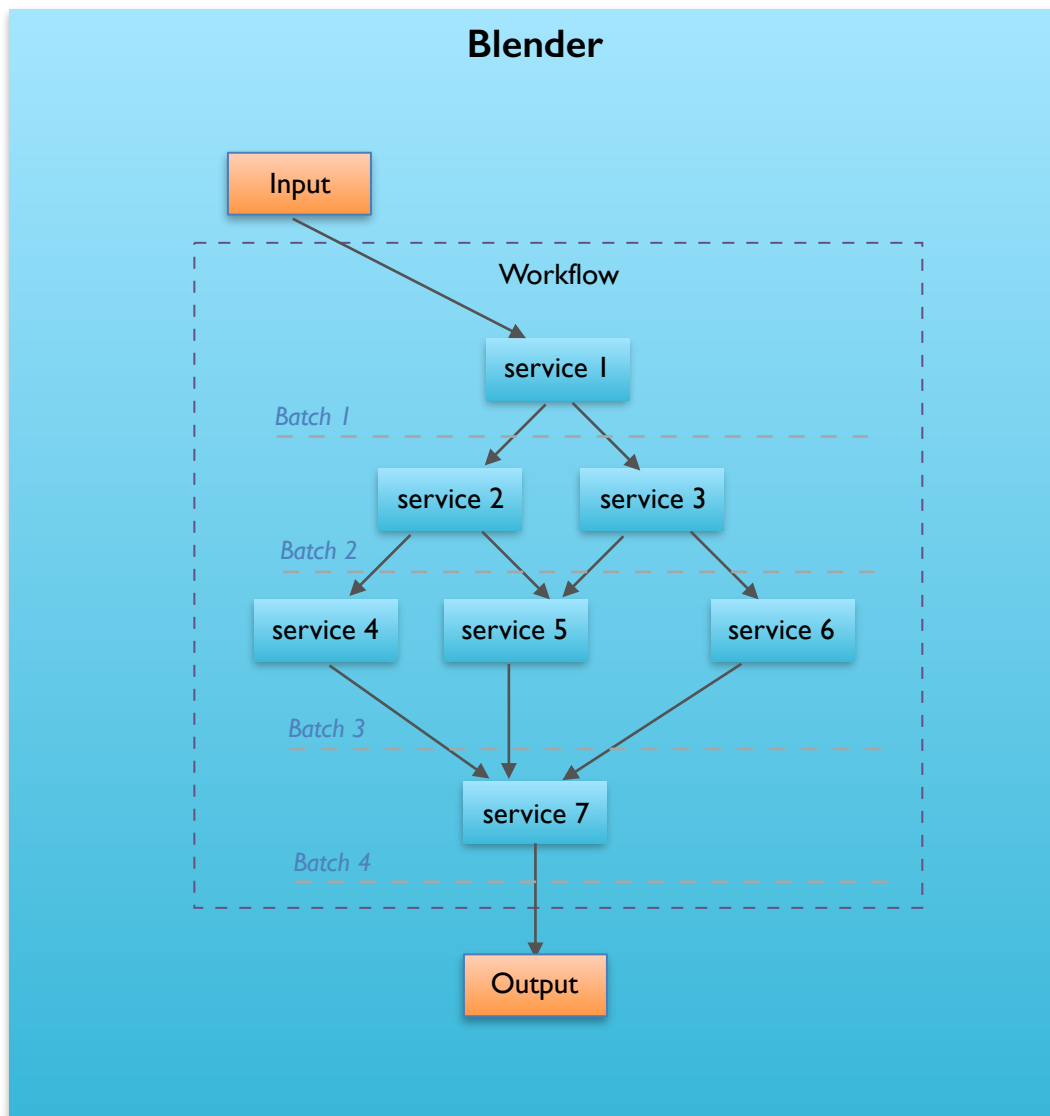 Blender
Input
Workflow
service 1
Batch 1
service 2
service 3
Batch 2
service 4
service 5
service 6
Batch 3
service 7
Batch 4
Output